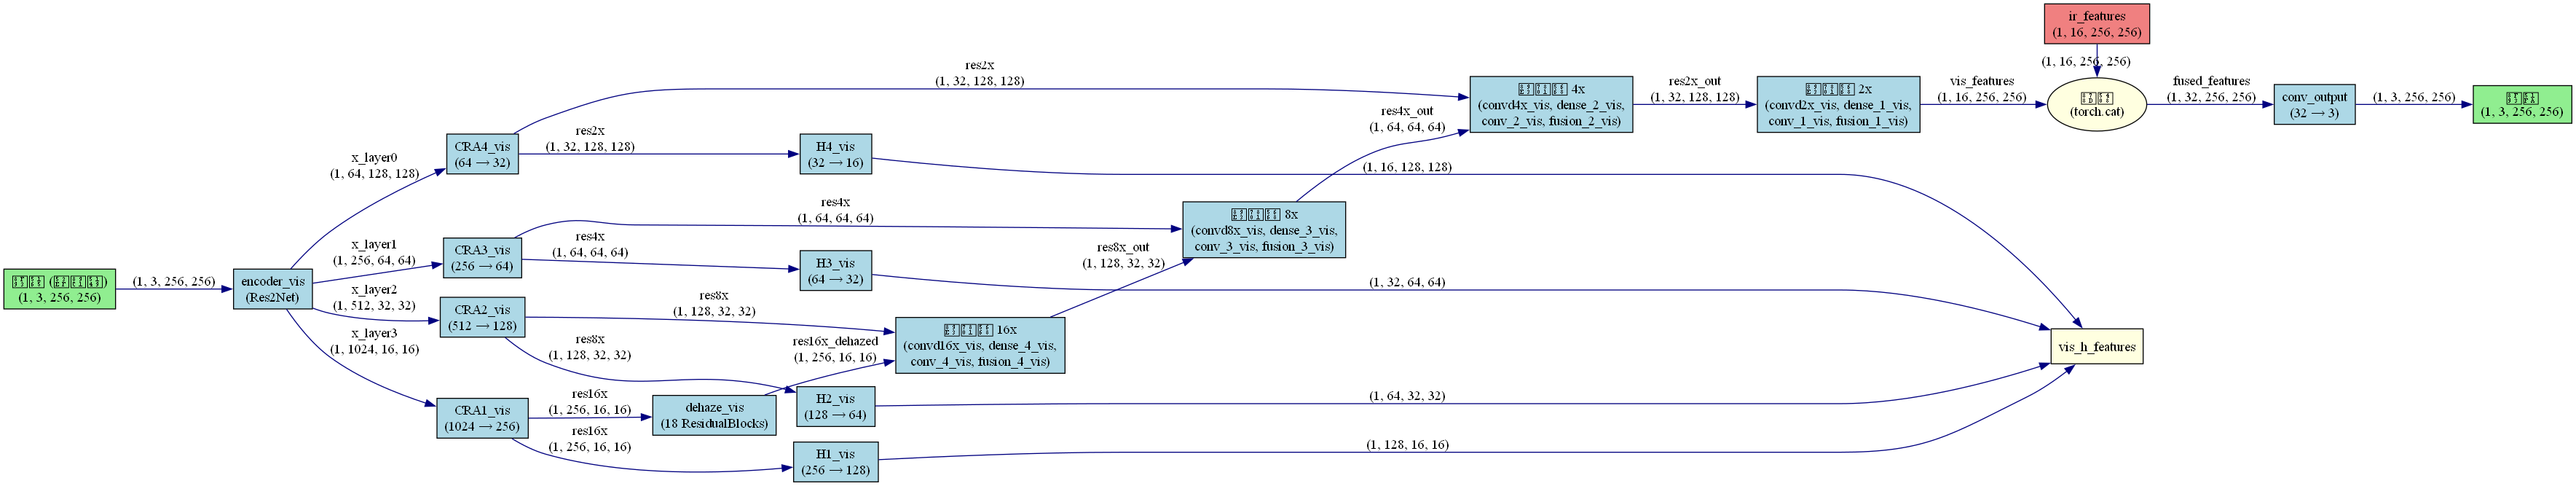 ir_features
(1, 16, 256, 256)
(1, 16, 256, 256)
res2x
(1, 32, 128, 128)
4x
(convd4x_vis, dense_2_vis,
conv_2_vis, fusion_2_vis)
res2x_out
(1, 32, 128, 128)
2x
(convd2x_vis, dense_1_vis,
conv_1_vis, fusion_1_vis)
vis_features
(1, 16, 256, 256)
(torch.cat)
fused_features
(1, 32, 256, 256)
conv_output
(32 → 3)
(1, 3, 256, 256)
(1, 3, 256, 256)
res4x_out
(1, 64, 64, 64)
x_layer0
(1, 64, 128, 128)
CRA4_vis
(64 → 32)
res2x
(1, 32, 128, 128)
H4_vis
(32 → 16)
(1, 16, 128, 128)
res4x
(1, 64, 64, 64)
8x
(convd8x_vis, dense_3_vis,
conv_3_vis, fusion_3_vis)
x_layer1
(1, 256, 64, 64)
CRA3_vis
(256 → 64)
res4x
(1, 64, 64, 64)
H3_vis
(64 → 32)
res8x_out
(1, 128, 32, 32)
(1, 32, 64, 64)
(1, 3, 256, 256)
(1, 3, 256, 256)
encoder_vis
(Res2Net)
x_layer2
(1, 512, 32, 32)
CRA2_vis
(512 → 128)
res8x
(1, 128, 32, 32)
16x
(convd16x_vis, dense_4_vis,
conv_4_vis, fusion_4_vis)
x_layer3
(1, 1024, 16, 16)
res8x
(1, 128, 32, 32)
res16x_dehazed
(1, 256, 16, 16)
vis_h_features
CRA1_vis
(1024 → 256)
res16x
(1, 256, 16, 16)
dehaze_vis
(18 ResidualBlocks)
H2_vis
(128 → 64)
(1, 64, 32, 32)
res16x
(1, 256, 16, 16)
H1_vis
(256 → 128)
(1, 128, 16, 16)